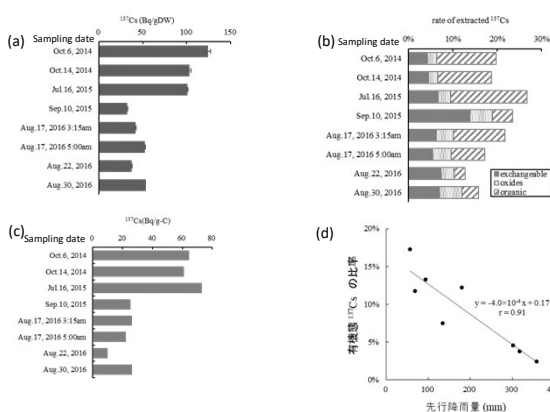 (a)
¹³⁷Cs (Bq/gDW)
Sampling date
0 50 100 150
Oct.6, 2014
Oct.14, 2014
Jul.16, 2015
Sep.10, 2015
Aug.17, 2016 3:15am
Aug.17, 2016 5:00am
Aug.22, 2016
Aug.30, 2016
(b)
rate of extracted ¹³⁷Cs
Sampling date
0% 10% 20% 30%
Oct.6, 2014
Oct.14, 2014
Jul.16, 2015
Sep.10, 2015
Aug.17, 2016 3:15am
Aug.17, 2016 5:00am
Aug.22, 2016
Aug.30, 2016
exchangeable
oxides
organic
(c)
¹³⁷Cs(Bq/g-C)
Sampling date
0 20 40 60 80
Oct.6, 2014
Oct.14, 2014
Jul.16, 2015
Sep.10, 2015
Aug.17, 2016 3:15am
Aug.17, 2016 5:00am
Aug.22, 2016
Aug.30, 2016
(d)
有機態 ¹³⁷Cs の比率
20%
15%
10%
5%
0%
y = -4.0×10⁻⁴ x + 0.17
r = 0.91
0 100 200 300
先行降雨量 (mm)